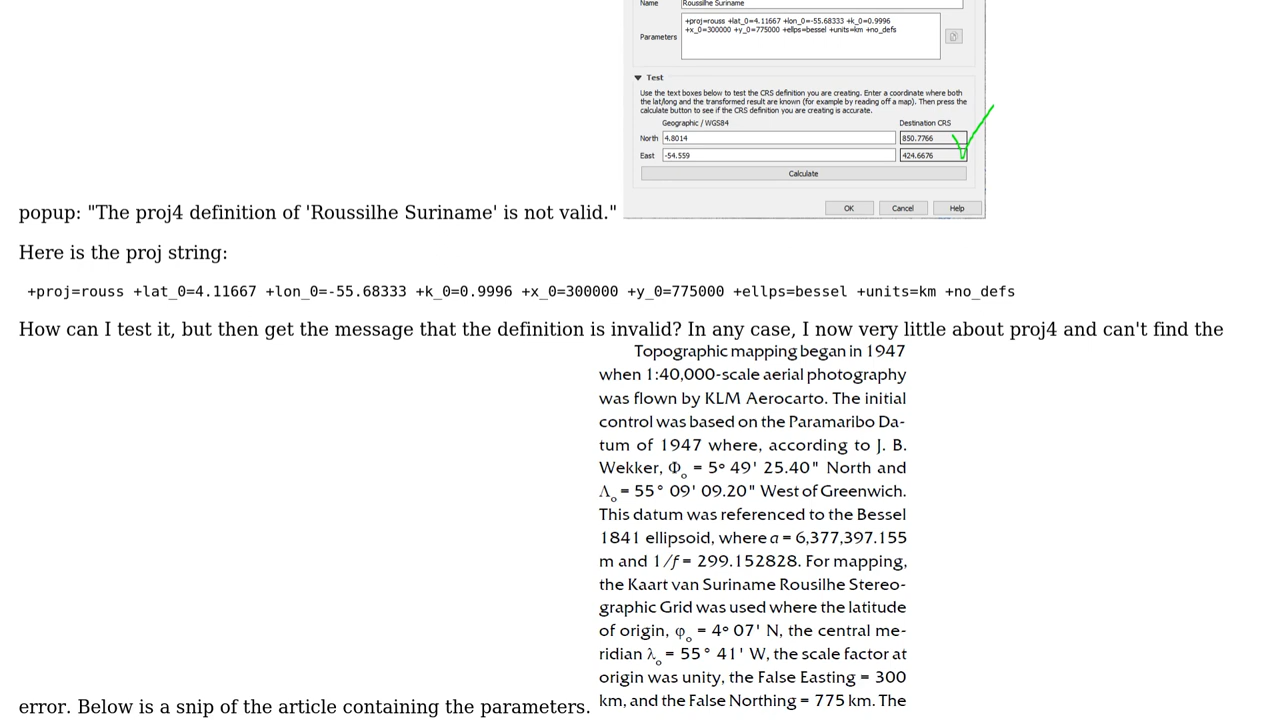 Name Roussilhe Suriname
Parameters
+proj=rouss +lat_0=4.11667 +lon_0=-55.68333 +k_0=0.9996
+x_0=300000 +y_0=775000 +ellps=bessel +units=km +no_defs
Test
Use the text boxes below to test the CRS definition you are creating. Enter a coordinate where both
the lat/long and the transformed result are known (for example by reading off a map). Then press the
calculate button to see if the CRS definition you are creating is accurate.
Geographic / WGS84 Destination CRS
North 4.8014 850.7766
East -54.559 424.6676
Calculate
OK Cancel Help
popup: "The proj4 definition of 'Roussilhe Suriname' is not valid."
Here is the proj string:
+proj=rouss +lat_0=4.11667 +lon_0=-55.68333 +k_0=0.9996 +x_0=300000 +y_0=775000 +ellps=bessel +units=km +no_defs
How can I test it, but then get the message that the definition is invalid? In any case, I now very little about proj4 and can't find the
Topographic mapping began in 1947
when 1:40,000-scale aerial photography
was flown by KLM Aerocarto. The initial
control was based on the Paramaribo Da-
tum of 1947 where, according to J. B.
Wekker, Φo = 5° 49' 25.40" North and
Λo = 55° 09' 09.20" West of Greenwich.
This datum was referenced to the Bessel
1841 ellipsoid, where a = 6,377,397.155
m and 1/f = 299.152828. For mapping,
the Kaart van Suriname Rousilhe Stereo-
graphic Grid was used where the latitude
of origin, φo = 4° 07' N, the central me-
ridian λo = 55° 41' W, the scale factor at
origin was unity, the False Easting = 300
km, and the False Northing = 775 km. The
error. Below is a snip of the article containing the parameters.